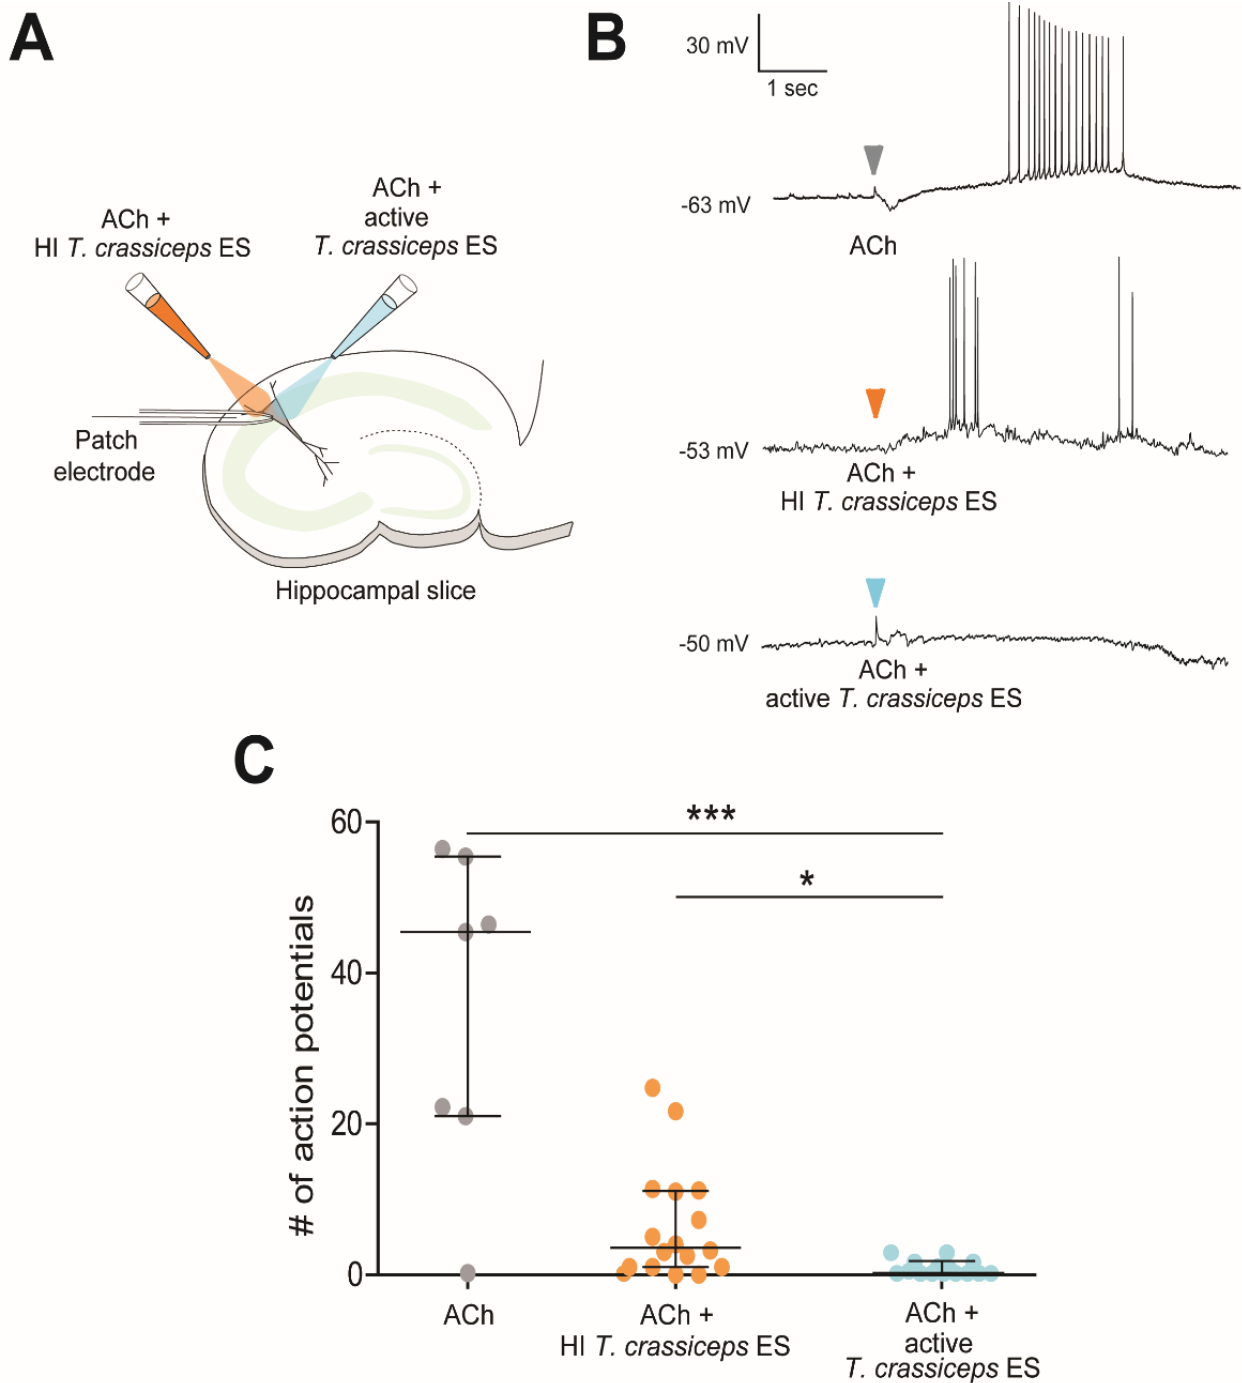 A
ACh +
HI T. crassiceps ES
ACh +
active
T. crassiceps ES
Patch
electrode
Hippocampal slice
B
30 mV
1 sec
-63 mV
ACh
-53 mV
ACh +
HI T. crassiceps ES
-50 mV
ACh +
active T. crassiceps ES
C
***
*
# of action potentials
60
40
20
0
ACh
ACh +
HI T. crassiceps ES
ACh +
active
T. crassiceps ES